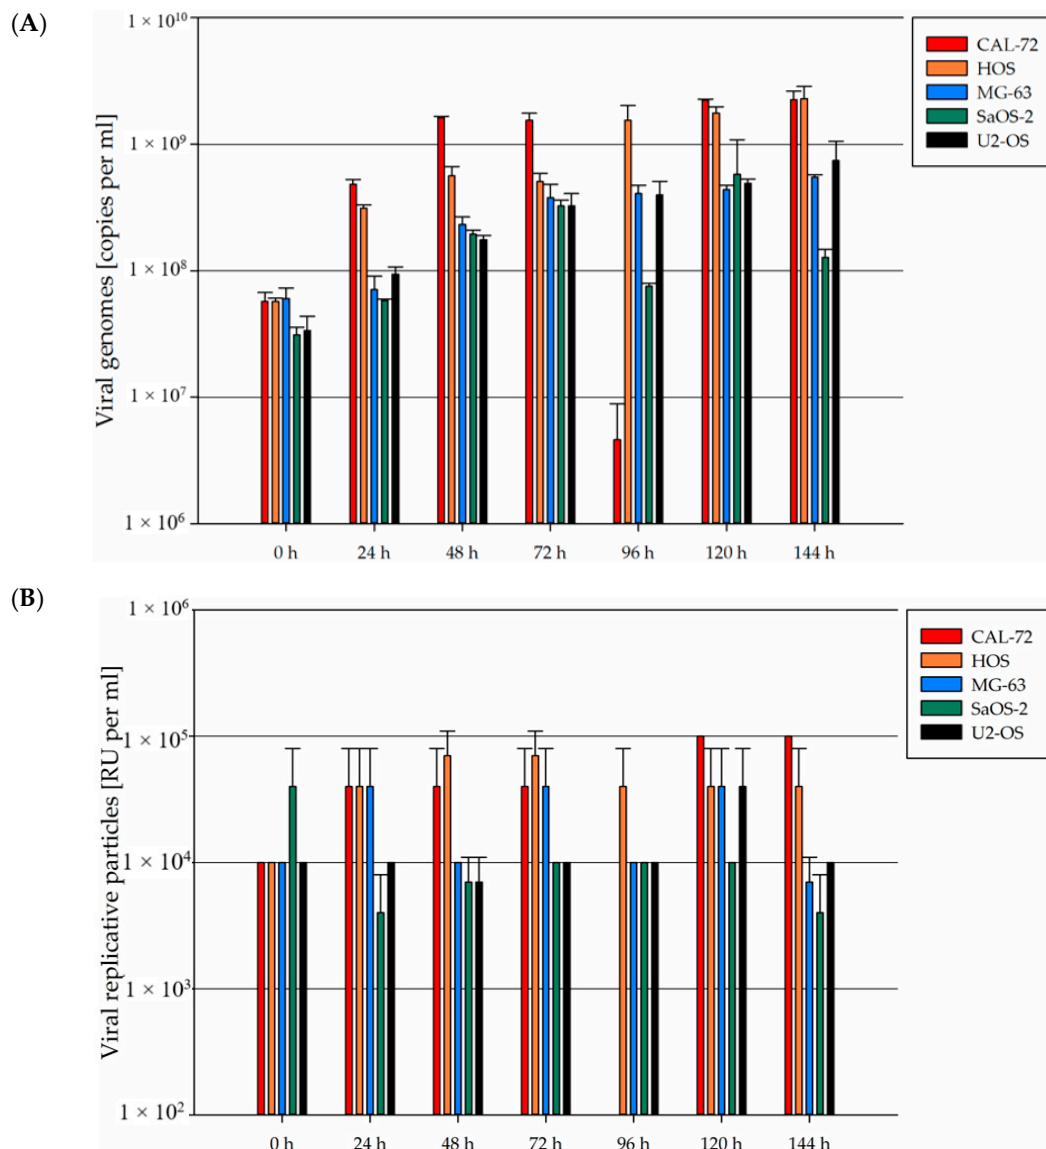 (A)
Viral genomes [copies per ml]
1 × 10¹⁰
1 × 10⁹
1 × 10⁸
1 × 10⁷
1 × 10⁶
0 h 24 h 48 h 72 h 96 h 120 h 144 h
CAL-72
HOS
MG-63
SaOS-2
U2-OS
(B)
Viral replicative particles [RU per ml]
1 × 10⁶
1 × 10⁵
1 × 10⁴
1 × 10³
1 × 10²
0 h 24 h 48 h 72 h 96 h 120 h 144 h
CAL-72
HOS
MG-63
SaOS-2
U2-OS